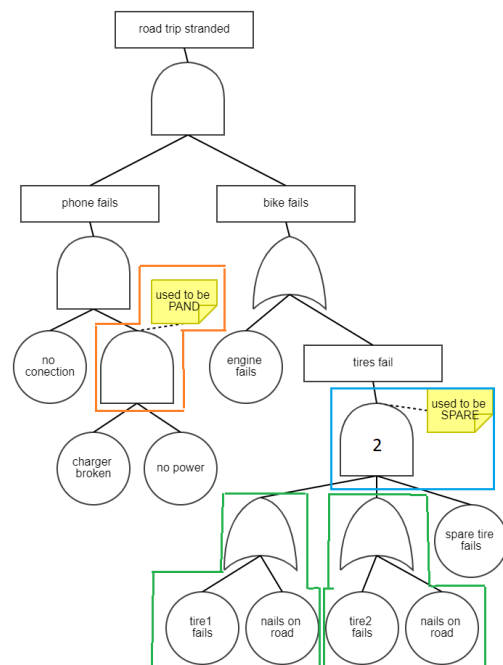 road trip stranded
phone fails
bike fails
used to be
PAND
no
conection
engine
fails
tires fail
used to be
SPARE
2
charger
broken
no power
spare tire
fails
tire1
fails
nails on
road
tire2
fails
nails on
road